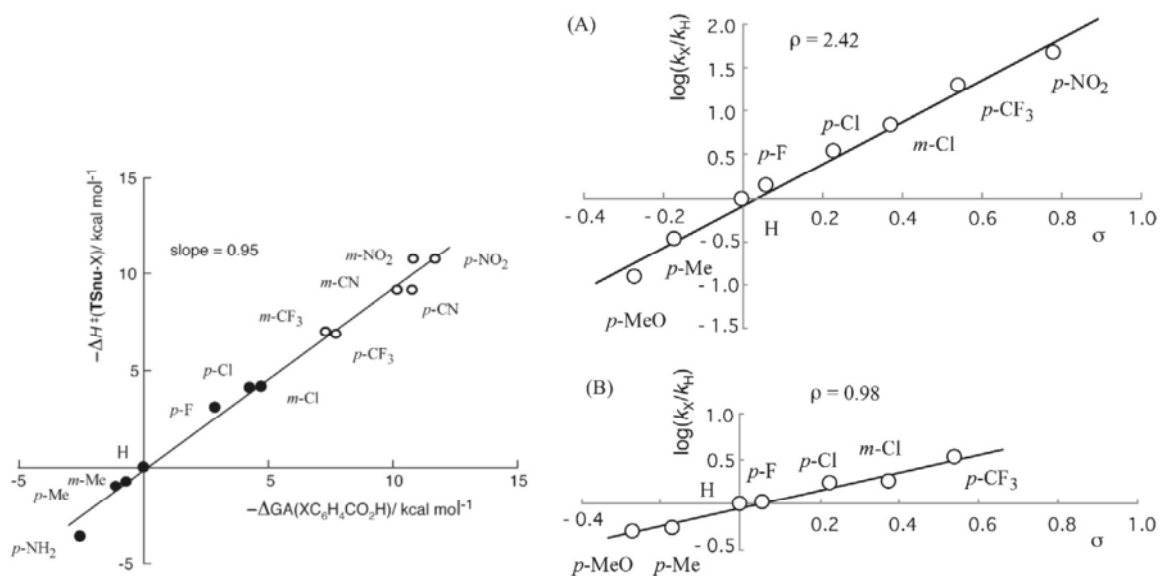 15
10
5
-5
-5
5
10
15
slope = 0.95
−ΔH‡(TSnu-X)/ kcal mol⁻¹
−ΔGA(XC₆H₄CO₂H)/ kcal mol⁻¹
m-NO₂
p-NO₂
m-CN
p-CN
m-CF₃
p-CF₃
p-Cl
m-Cl
p-F
H
m-Me
p-Me
p-NH₂
(A)
ρ = 2.42
log(kX/kH)
2.0
1.5
1.0
0.5
- 0.5
- 1.0
- 1.5
- 0.4
- 0.2
0.2
0.4
0.6
0.8
1.0
σ
p-NO₂
p-CF₃
m-Cl
p-Cl
p-F
H
p-Me
p-MeO
(B)
ρ = 0.98
log(kX/kH)
1.0
0.5
- 0.5
- 0.4
0.2
0.4
0.6
0.8
1.0
σ
m-Cl
p-Cl
p-F
H
p-CF₃
p-MeO
p-Me